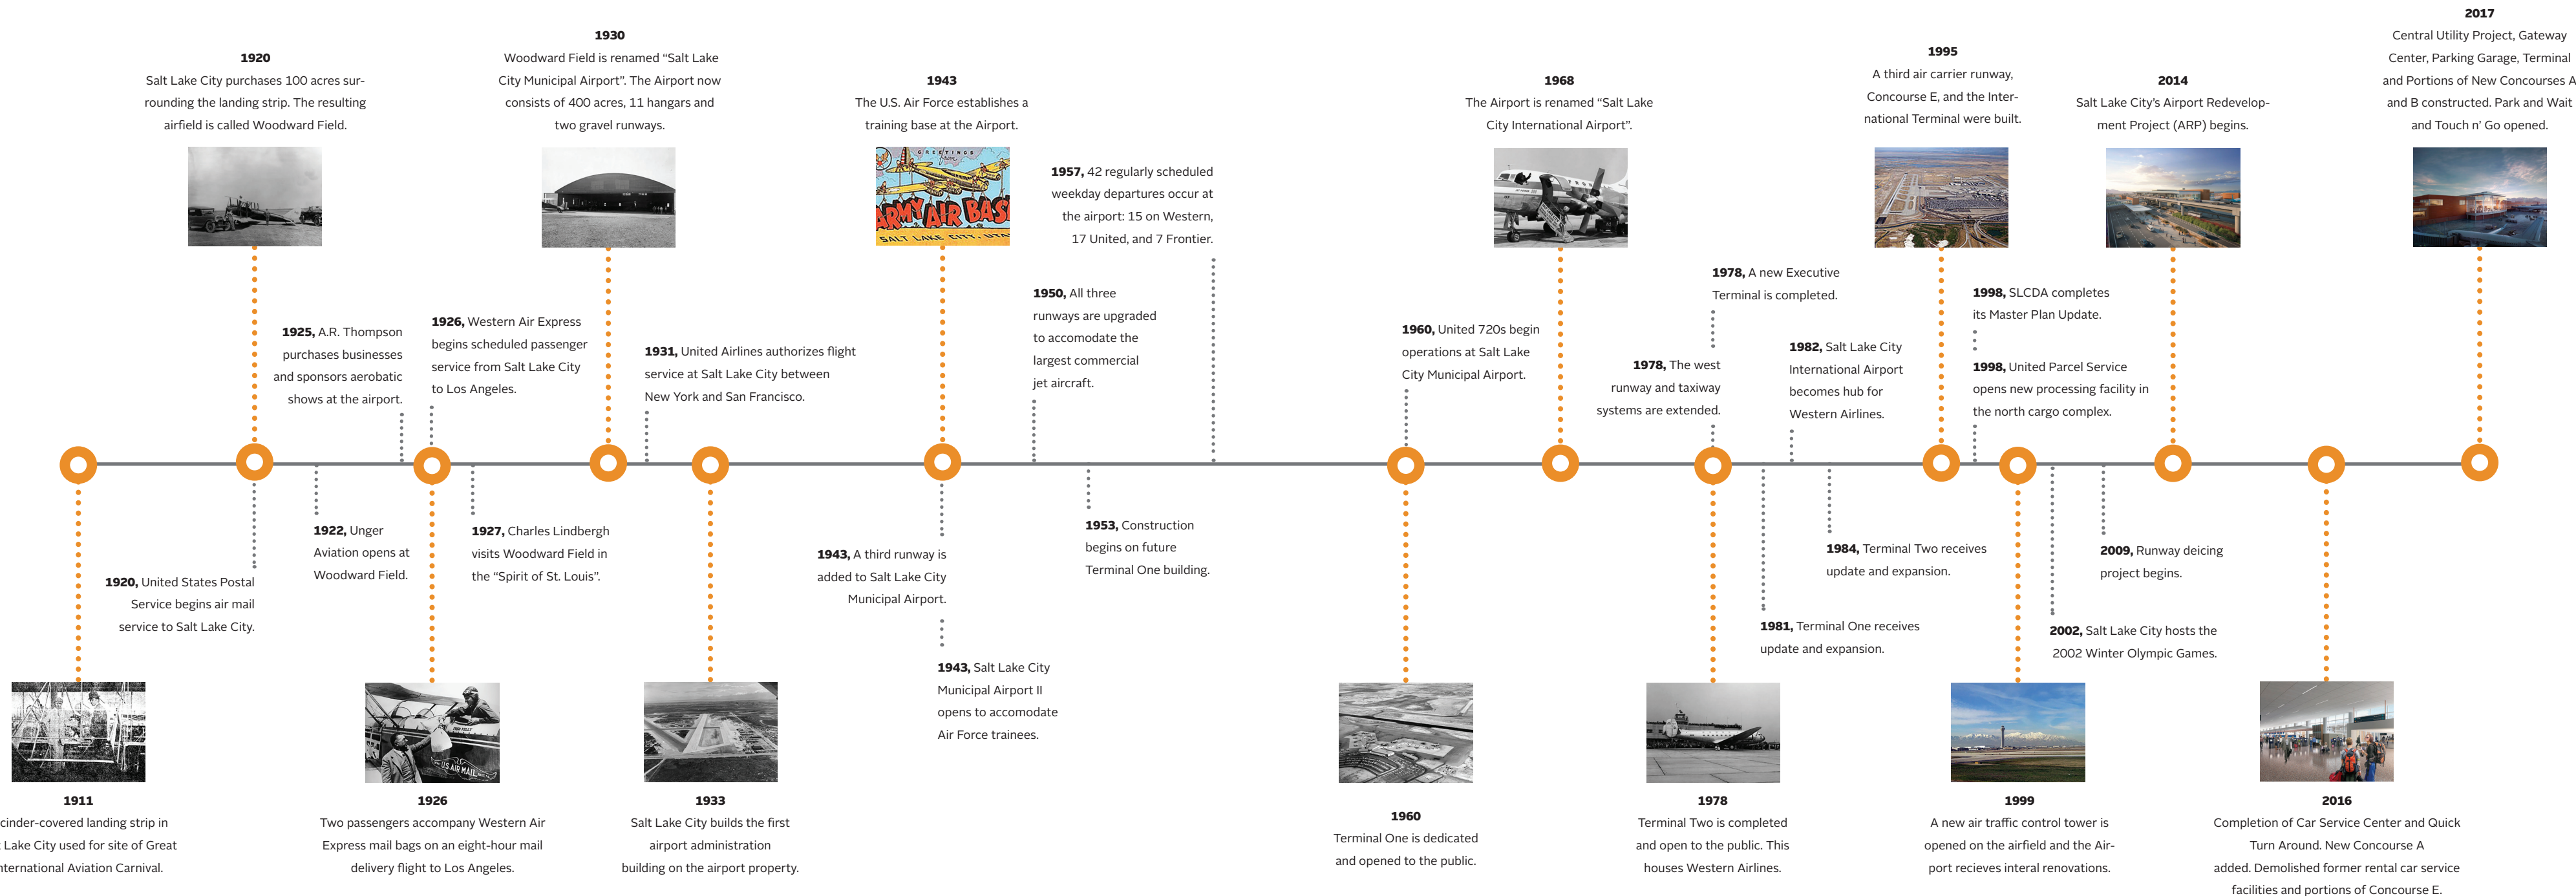 1920
Salt Lake City purchases 100 acres sur-
rounding the landing strip. The resulting
airfield is called Woodward Field.
1930
Woodward Field is renamed “Salt Lake
City Municipal Airport”. The Airport now
consists of 400 acres, 11 hangars and
two gravel runways.
1943
The U.S. Air Force establishes a
training base at the Airport.
GREETINGS
from
ARMY AIR BAS
SALT LAKE CITY, UTA
1957, 42 regularly scheduled
weekday departures occur at
the airport: 15 on Western,
17 United, and 7 Frontier.
1968
The Airport is renamed “Salt Lake
City International Airport”.
1995
A third air carrier runway,
Concourse E, and the Inter-
national Terminal were built.
2014
Salt Lake City’s Airport Redevelop-
ment Project (ARP) begins.
2017
Central Utility Project, Gateway
Center, Parking Garage, Terminal
and Portions of New Concourses A
and B constructed. Park and Wait
and Touch n’ Go opened.
1925, A.R. Thompson
purchases businesses
and sponsors aerobatic
shows at the airport.
1926, Western Air Express
begins scheduled passenger
service from Salt Lake City
to Los Angeles.
1931, United Airlines authorizes flight
service at Salt Lake City between
New York and San Francisco.
1950, All three
runways are upgraded
to accomodate the
largest commercial
jet aircraft.
1960, United 720s begin
operations at Salt Lake
City Municipal Airport.
1978, A new Executive
Terminal is completed.
1978, The west
runway and taxiway
systems are extended.
1982, Salt Lake City
International Airport
becomes hub for
Western Airlines.
1998, SLCDA completes
its Master Plan Update.
1998, United Parcel Service
opens new processing facility in
the north cargo complex.
1920, United States Postal
Service begins air mail
service to Salt Lake City.
1922, Unger
Aviation opens at
Woodward Field.
1927, Charles Lindbergh
visits Woodward Field in
the “Spirit of St. Louis”.
1943, A third runway is
added to Salt Lake City
Municipal Airport.
1943, Salt Lake City
Municipal Airport II
opens to accomodate
Air Force trainees.
1953, Construction
begins on future
Terminal One building.
1984, Terminal Two receives
update and expansion.
1981, Terminal One receives
update and expansion.
2009, Runway deicing
project begins.
2002, Salt Lake City hosts the
2002 Winter Olympic Games.
1911
cinder-covered landing strip in
Lake City used for site of Great
nternational Aviation Carnival.
U.S AIR MAIL
1926
Two passengers accompany Western Air
Express mail bags on an eight-hour mail
delivery flight to Los Angeles.
1933
Salt Lake City builds the first
airport administration
building on the airport property.
1960
Terminal One is dedicated
and opened to the public.
1978
Terminal Two is completed
and open to the public. This
houses Western Airlines.
1999
A new air traffic control tower is
opened on the airfield and the Air-
port recieves interal renovations.
2016
Completion of Car Service Center and Quick
Turn Around. New Concourse A
added. Demolished former rental car service
facilities and portions of Concourse E.